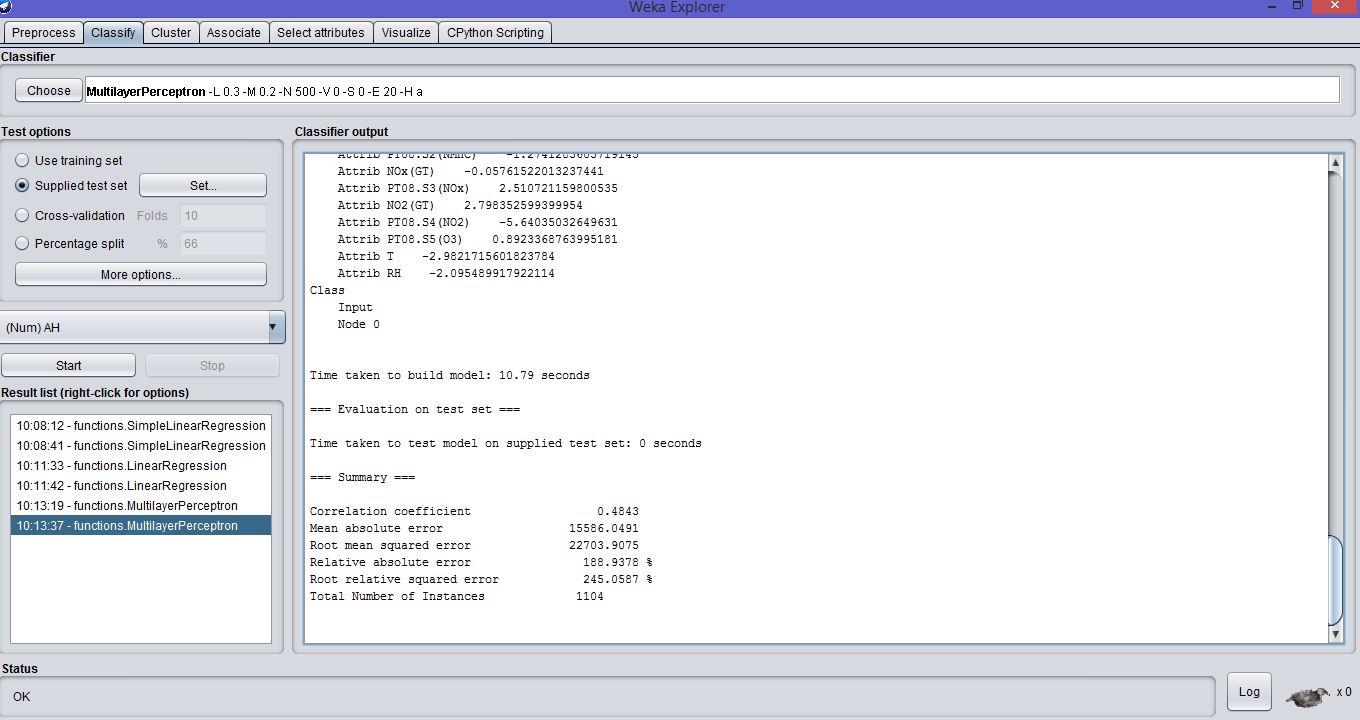 Weka Explorer
Preprocess Classify Cluster Associate Select attributes Visualize CPython Scripting
Classifier
Choose MultilayerPerceptron -L 0.3 -M 0.2 -N 500 -V 0 -S 0 -E 20 -H a
Test options
Use training set
Supplied test set Set...
Cross-validation Folds 10
Percentage split % 66
More options...
(Num) AH
Start Stop
Result list (right-click for options)
10:08:12 - functions.SimpleLinearRegression
10:08:41 - functions.SimpleLinearRegression
10:11:33 - functions.LinearRegression
10:11:42 - functions.LinearRegression
10:13:19 - functions.MultilayerPerceptron
10:13:37 - functions.MultilayerPerceptron
Classifier output
Attrib PT08.S2(NMHC) -1.2741265665719145
Attrib NOx(GT) -0.05761522013237441
Attrib PT08.S3(NOx) 2.510721159800535
Attrib NO2(GT) 2.798352599399954
Attrib PT08.S4(NO2) -5.64035032649631
Attrib PT08.S5(O3) 0.8923368763995181
Attrib T -2.9821715601823784
Attrib RH -2.095489917922114
Class
Input
Node 0
Time taken to build model: 10.79 seconds
=== Evaluation on test set ===
Time taken to test model on supplied test set: 0 seconds
=== Summary ===
Correlation coefficient 0.4843
Mean absolute error 15586.0491
Root mean squared error 22703.9075
Relative absolute error 188.9378 %
Root relative squared error 245.0587 %
Total Number of Instances 1104
Status
OK
Log
x 0